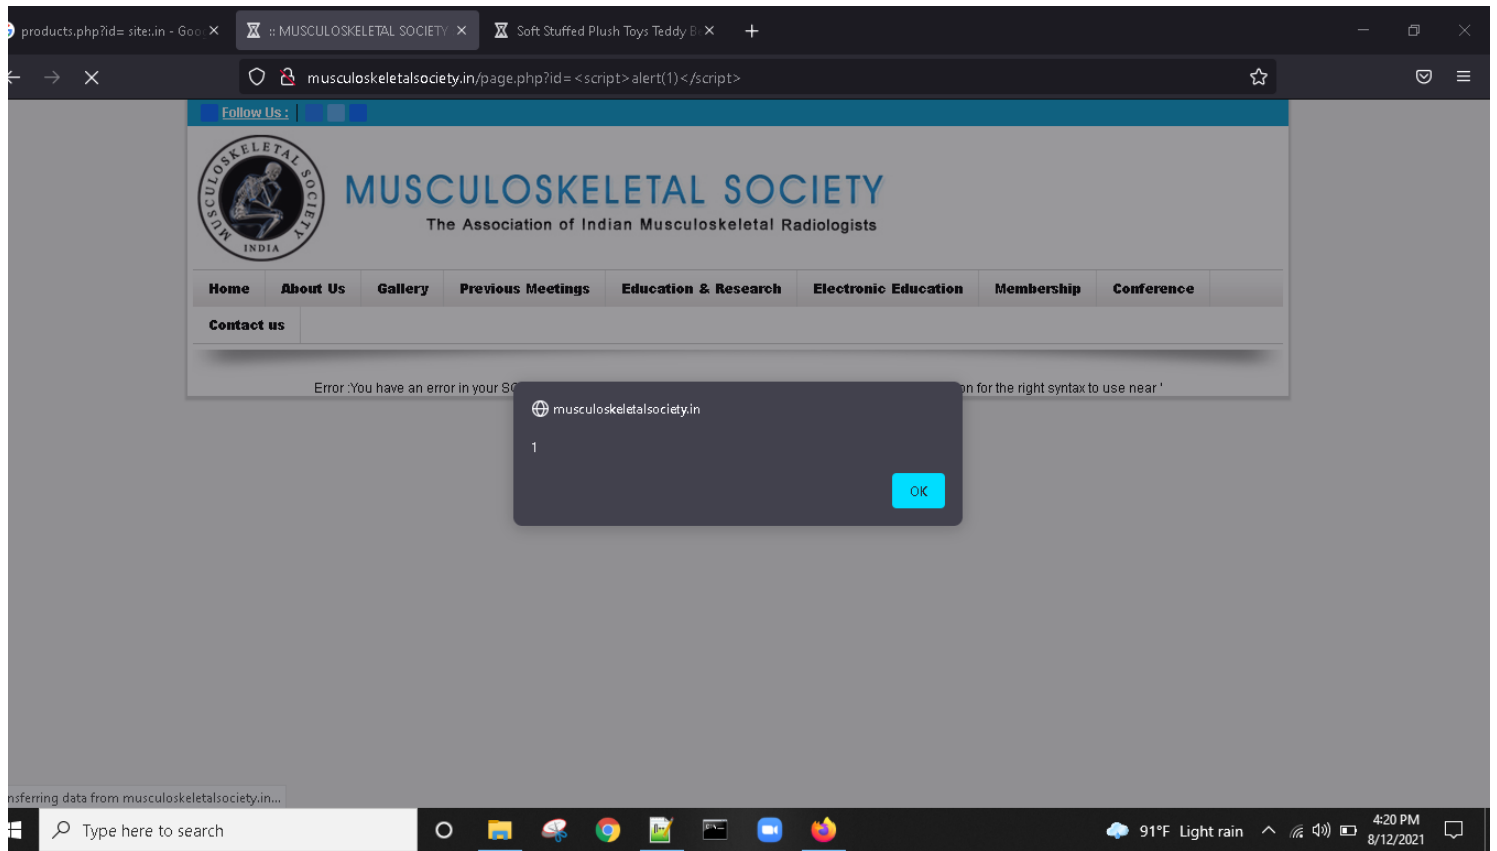 products.php?id= site:.in - Goo
:: MUSCULOSKELETAL SOCIETY
Soft Stuffed Plush Toys Teddy B
musculoskeletalsociety.in/page.php?id=<script>alert(1)</script>
Follow Us :
MUSCULOSKELETAL SOCIETY
INDIA
MUSCULOSKELETAL SOCIETY
The Association of Indian Musculoskeletal Radiologists
Home About Us Gallery Previous Meetings Education & Research Electronic Education Membership Conference
Contact us
Error :You have an error in your on for the right syntax to use near '
musculoskeletalsociety.in
1
OK
nsferring data from musculoskeletalsociety.in...
Type here to search
91°F Light rain
4:20 PM
8/12/2021